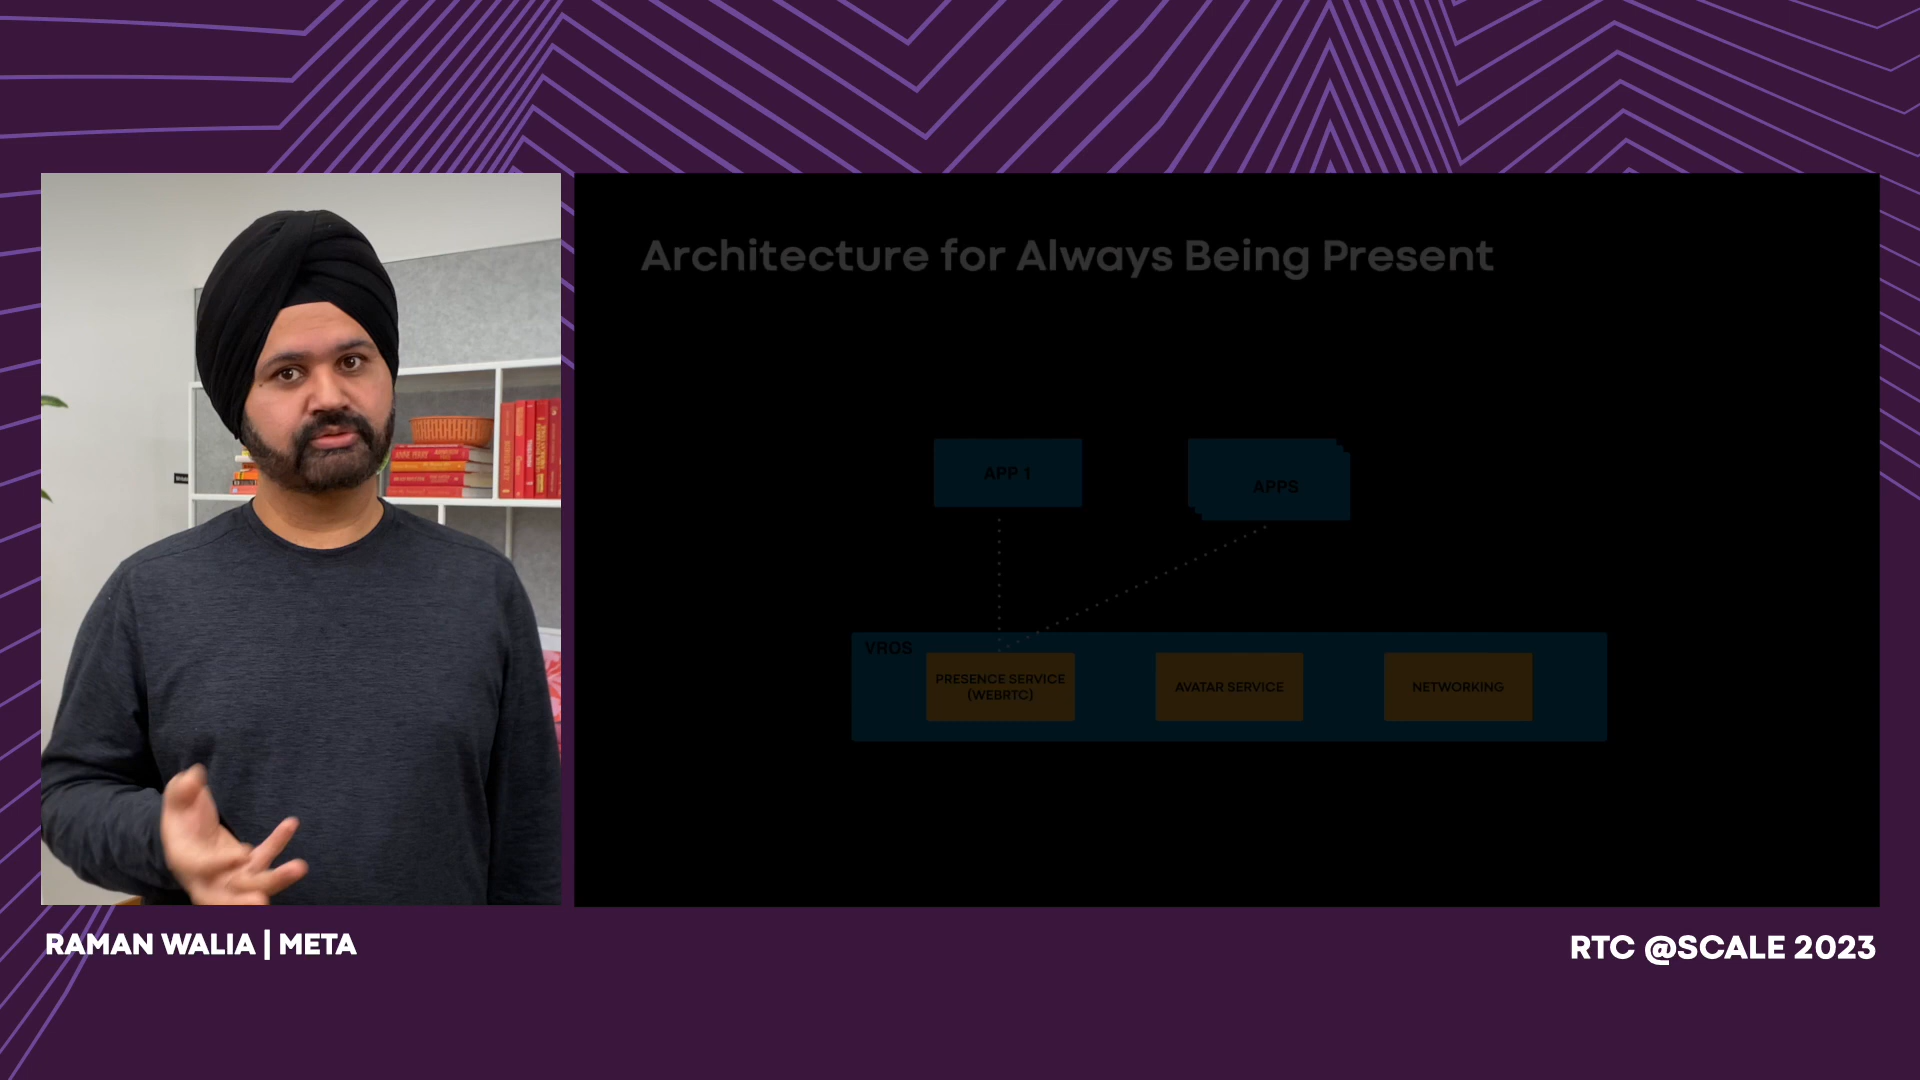 Architecture for Always Being Present
APP 1
APPS
VROS
PRESENCE SERVICE
(WEBRTC)
AVATAR SERVICE
NETWORKING
RAMAN WALIA | META
RTC @SCALE 2023